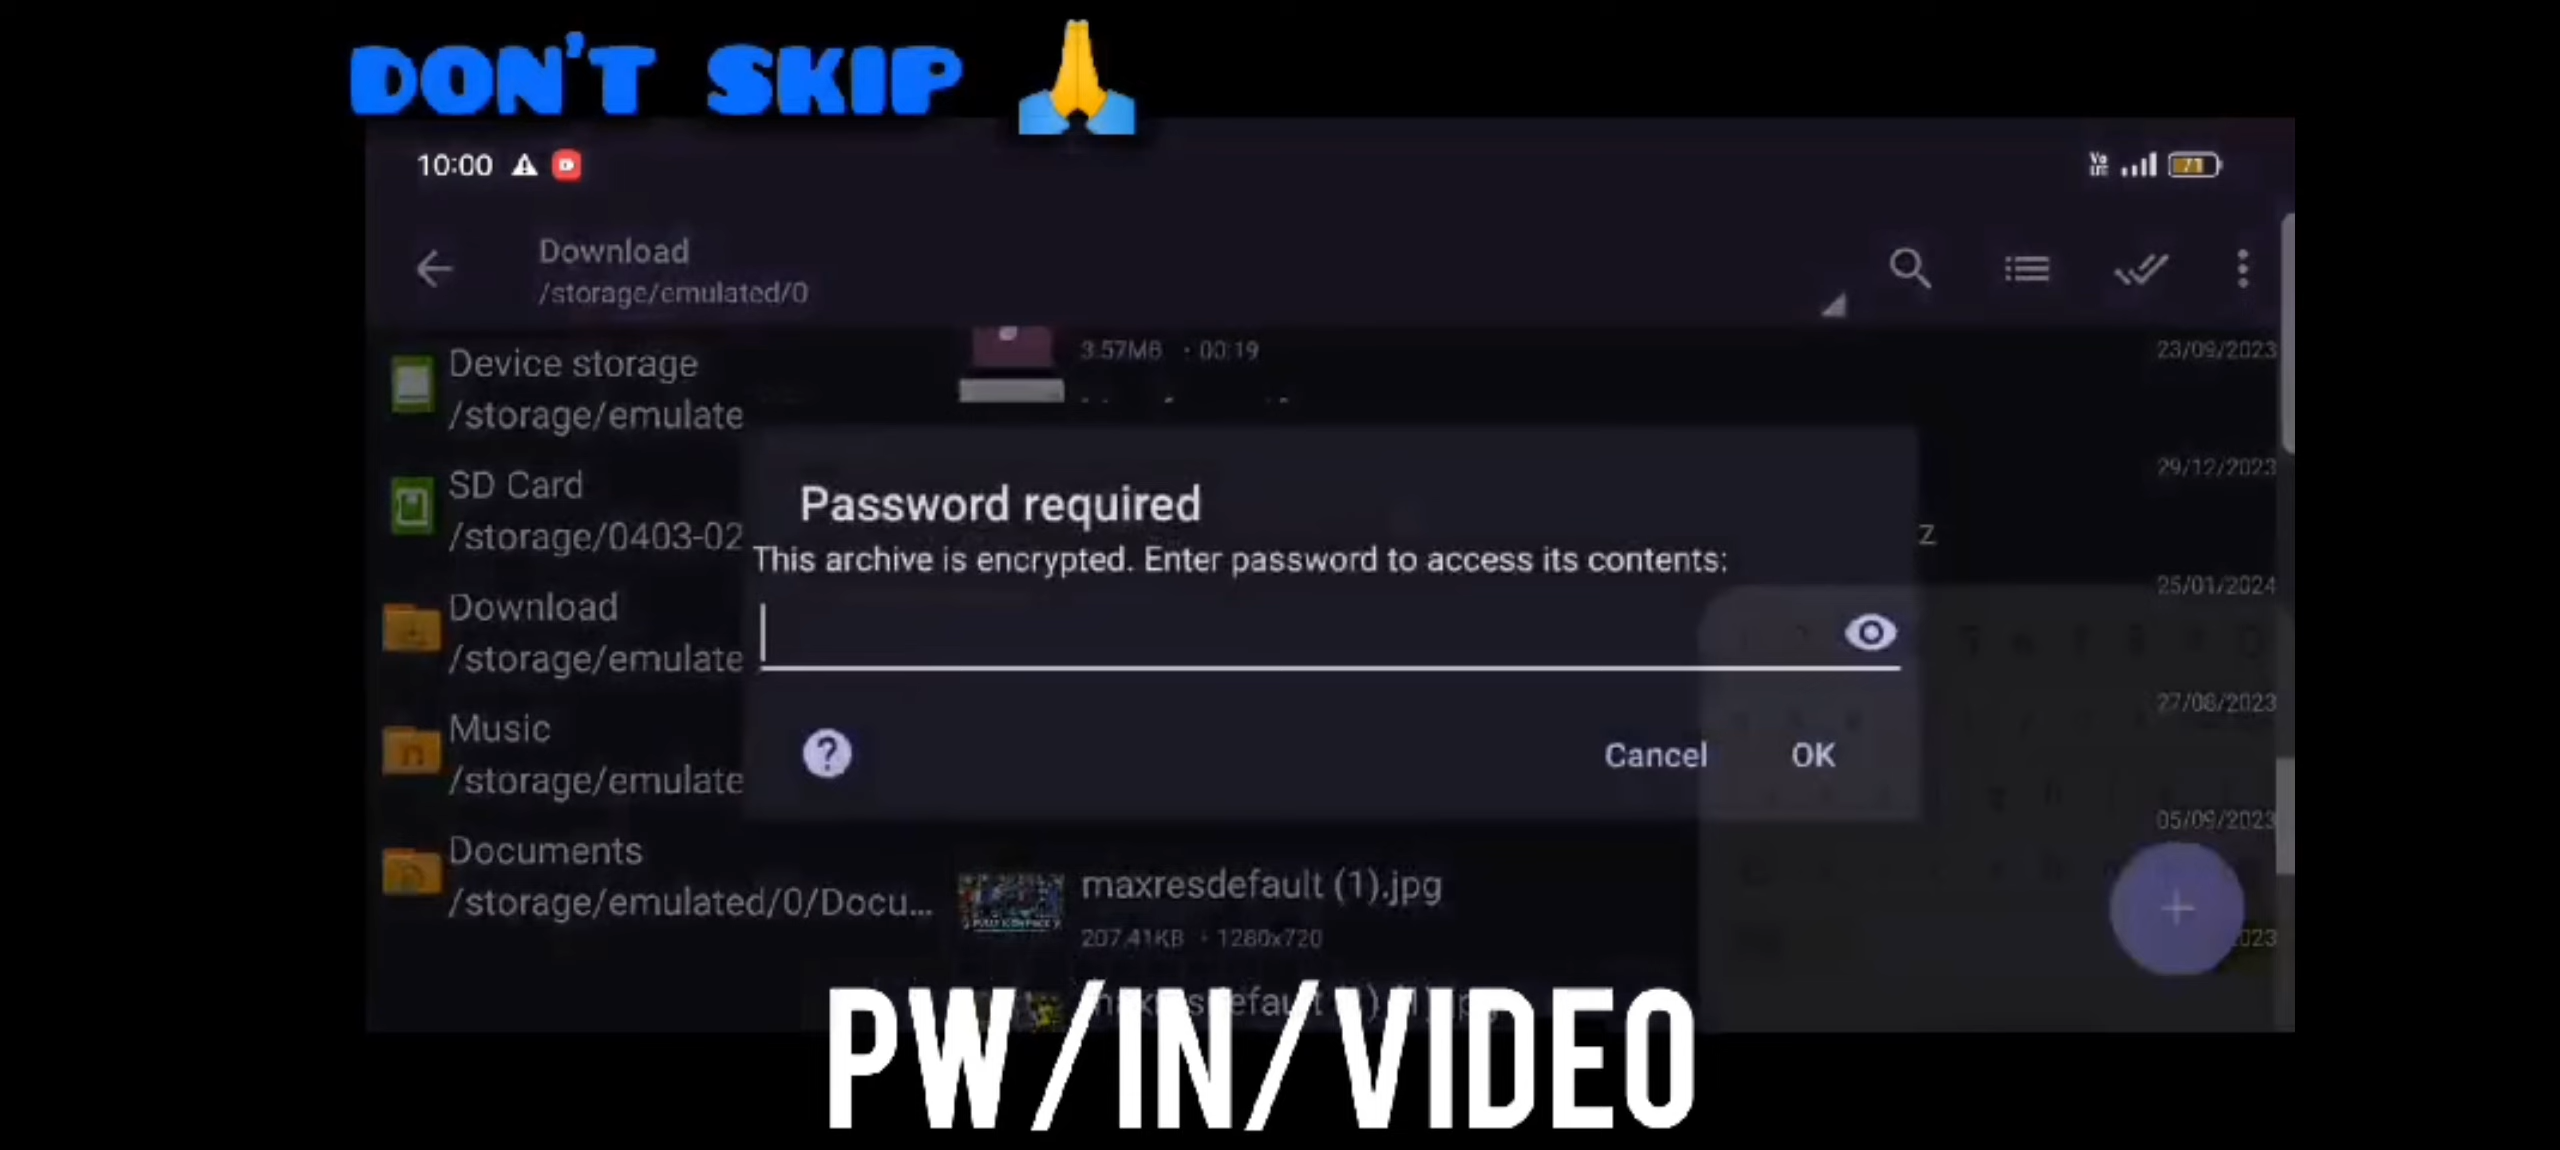 DON'T SKIP 🙏
10:00
71
Download
/storage/emulated/0
3.57MB · 00:19
23/09/2023
Device storage
/storage/emulate
29/12/2023
SD Card
/storage/0403-02
Password required
z
This archive is encrypted. Enter password to access its contents:
25/01/2024
Download
/storage/emulate
27/08/2023
Music
/storage/emulate
?
Cancel
OK
05/09/2023
Documents
/storage/emulated/0/Docu...
maxresdefault (1).jpg
207.41KB · 1280x720
023
PW/IN/VIDEO